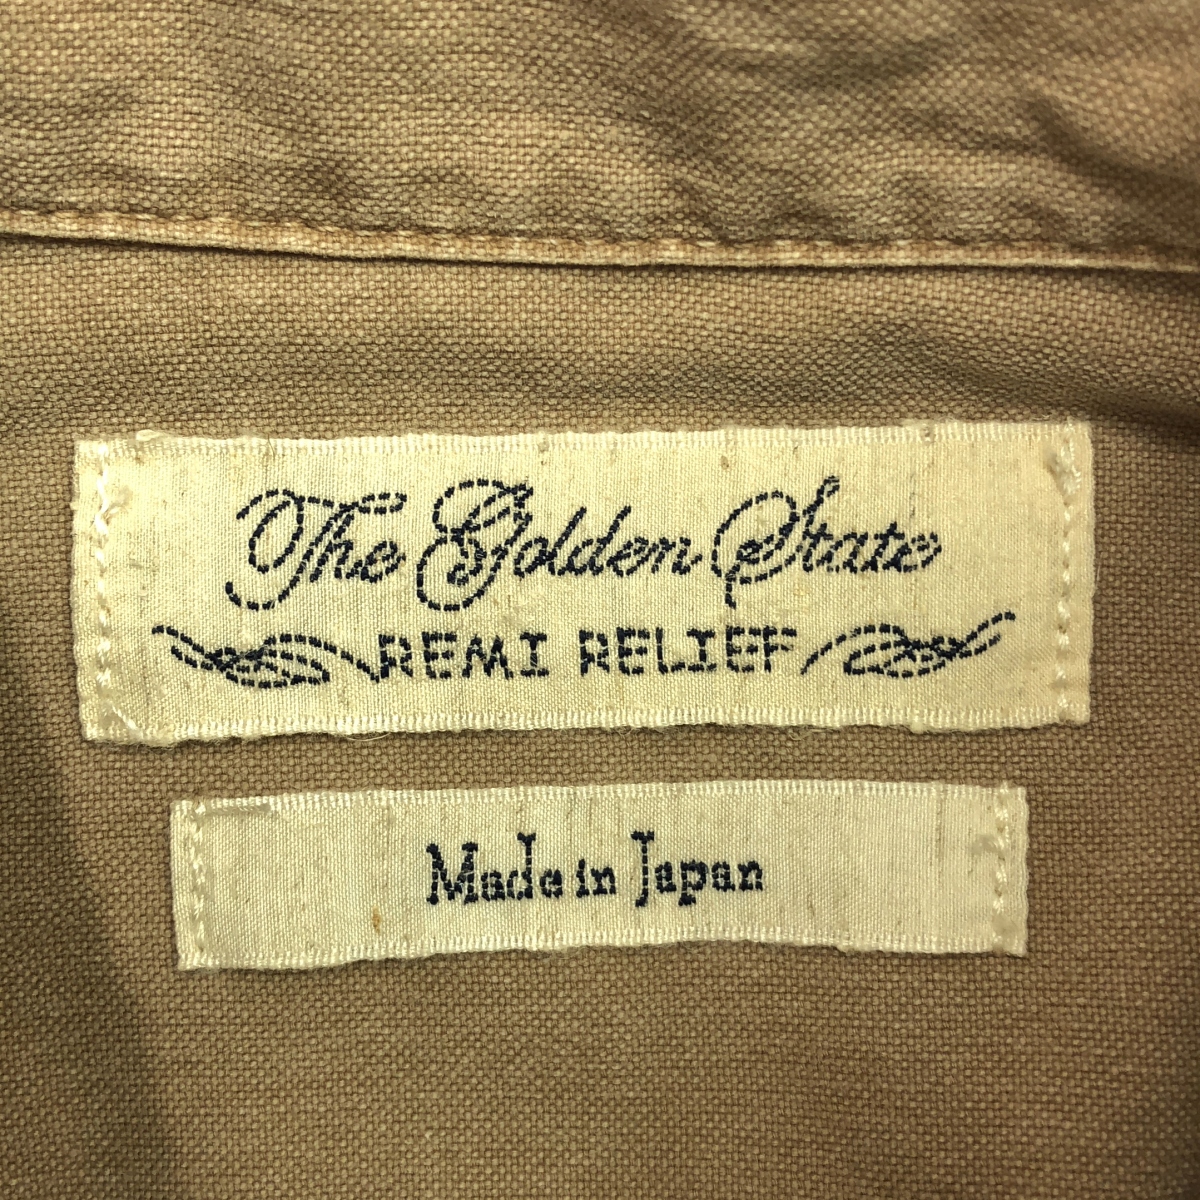 The Golden State
REMI RELIEF
Made in Japan